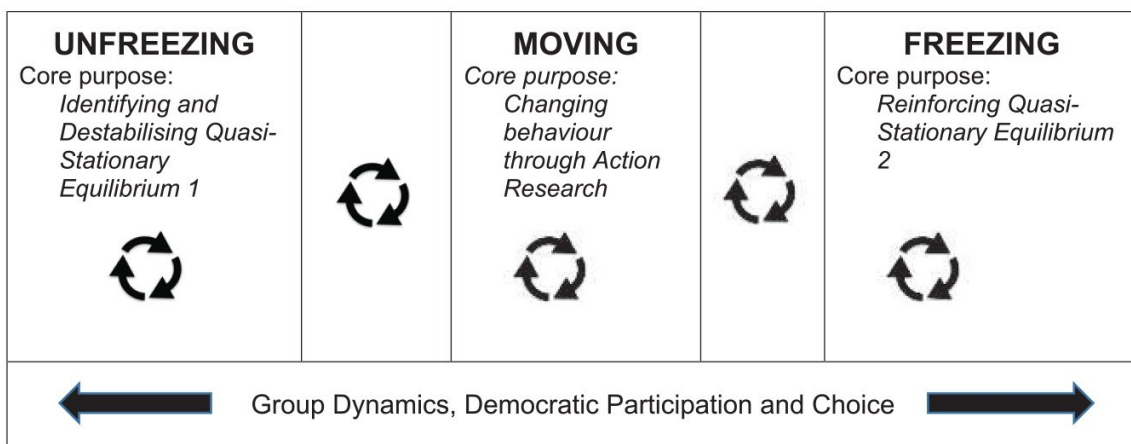 UNFREEZING
Core purpose:
Identifying and
Destabilising Quasi-
Stationary
Equilibrium 1
MOVING
Core purpose:
Changing
behaviour
through Action
Research
FREEZING
Core purpose:
Reinforcing Quasi-
Stationary Equilibrium
2
Group Dynamics, Democratic Participation and Choice